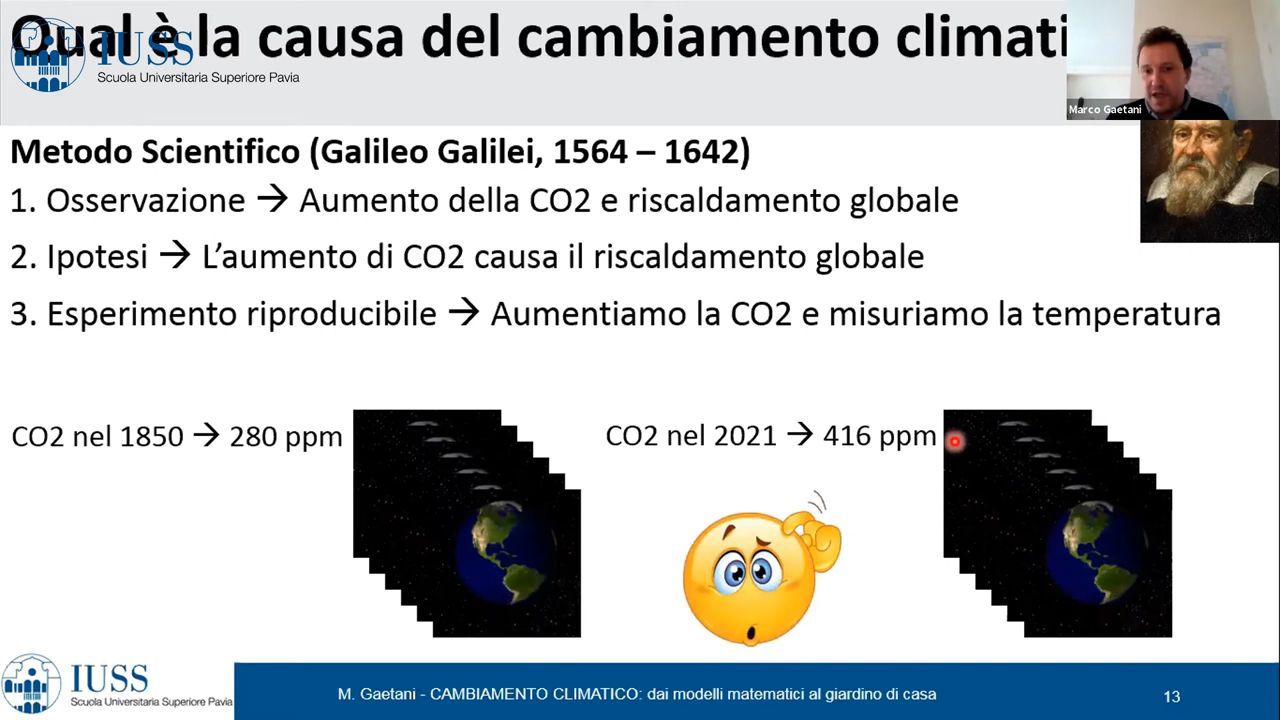 Qual è la causa del cambiamento climati
IUSS
Scuola Universitaria Superiore Pavia
Marco Gaetani
Metodo Scientifico (Galileo Galilei, 1564 – 1642)
1. Osservazione → Aumento della CO2 e riscaldamento globale
2. Ipotesi → L’aumento di CO2 causa il riscaldamento globale
3. Esperimento riproducibile → Aumentiamo la CO2 e misuriamo la temperatura
CO2 nel 1850 → 280 ppm
CO2 nel 2021 → 416 ppm
IUSS
Scuola Universitaria Superiore Pavia
M. Gaetani - CAMBIAMENTO CLIMATICO: dai modelli matematici al giardino di casa
13